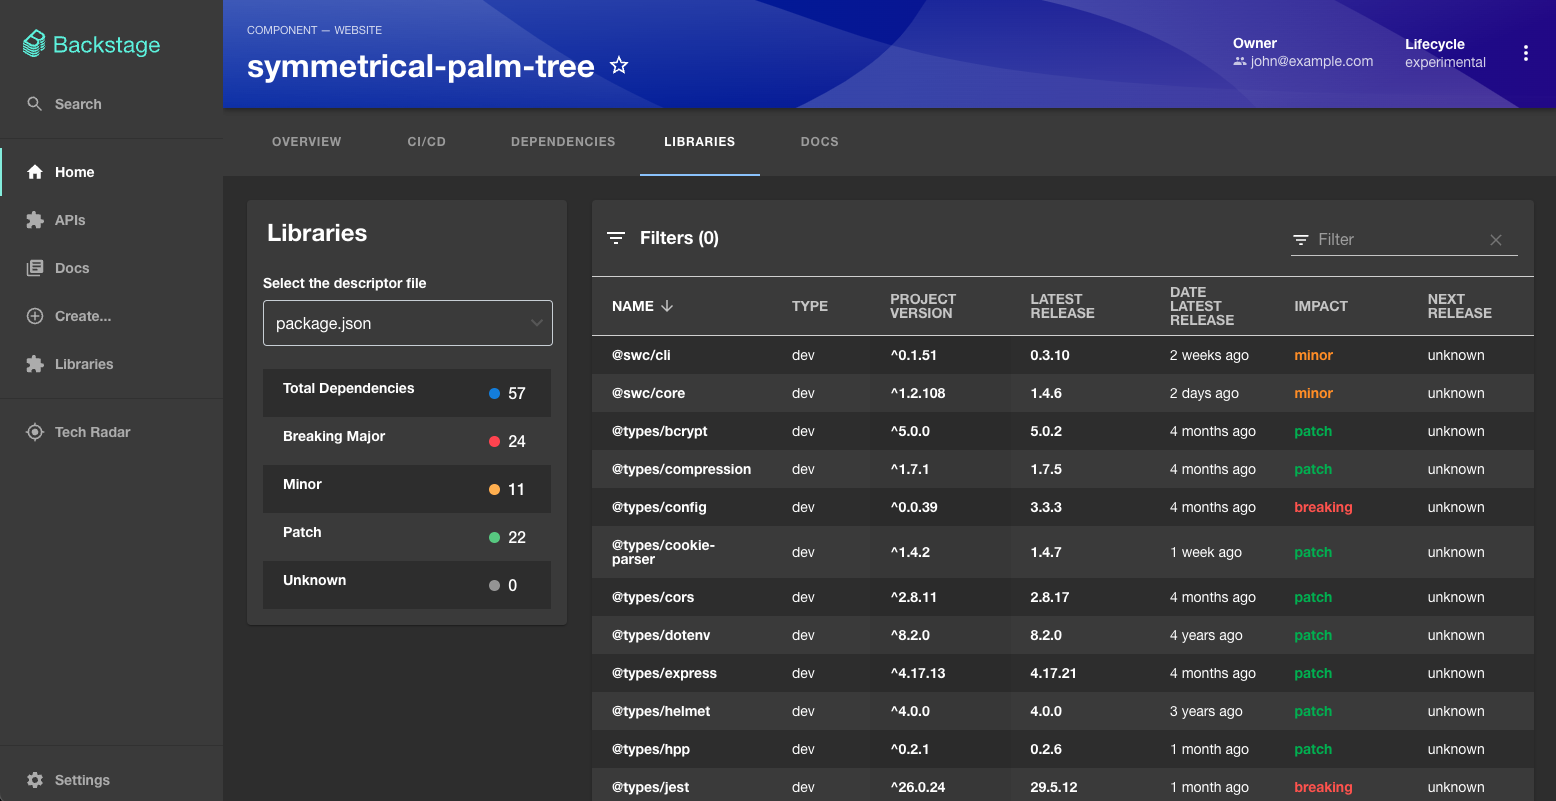 Backstage
Search
Home
APIs
Docs
Create...
Libraries
Tech Radar
Settings
COMPONENT — WEBSITE
symmetrical-palm-tree
Owner
john@example.com
Lifecycle
experimental
OVERVIEW CI/CD DEPENDENCIES LIBRARIES DOCS
Libraries
Select the descriptor file
package.json
Total Dependencies 57
Breaking Major 24
Minor 11
Patch 22
Unknown 0
Filters (0)
Filter
NAME TYPE PROJECT VERSION LATEST RELEASE DATE LATEST RELEASE IMPACT NEXT RELEASE
@swc/cli dev ^0.1.51 0.3.10 2 weeks ago minor unknown
@swc/core dev ^1.2.108 1.4.6 2 days ago minor unknown
@types/bcrypt dev ^5.0.0 5.0.2 4 months ago patch unknown
@types/compression dev ^1.7.1 1.7.5 4 months ago patch unknown
@types/config dev ^0.0.39 3.3.3 4 months ago breaking unknown
@types/cookie-
parser dev ^1.4.2 1.4.7 1 week ago patch unknown
@types/cors dev ^2.8.11 2.8.17 4 months ago patch unknown
@types/dotenv dev ^8.2.0 8.2.0 4 years ago patch unknown
@types/express dev ^4.17.13 4.17.21 4 months ago patch unknown
@types/helmet dev ^4.0.0 4.0.0 3 years ago patch unknown
@types/hpp dev ^0.2.1 0.2.6 1 month ago patch unknown
@types/jest dev ^26.0.24 29.5.12 1 month ago breaking unknown